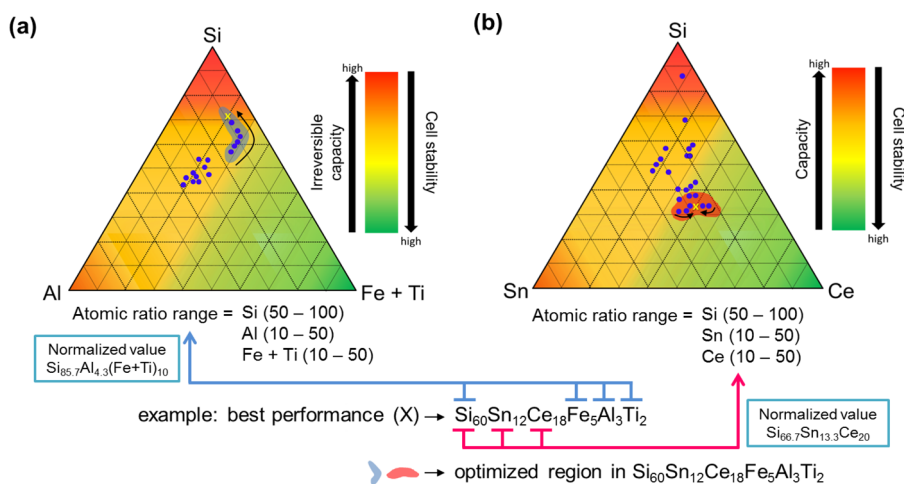 (a)
Si
high
Irreversible
capacity
Cell stability
high
Al
Fe + Ti
Atomic ratio range = Si (50 – 100)
Al (10 – 50)
Fe + Ti (10 – 50)
Normalized value
Si85.7Al4.3(Fe+Ti)10
(b)
Si
high
Capacity
Cell stability
high
Sn
Ce
Atomic ratio range = Si (50 – 100)
Sn (10 – 50)
Ce (10 – 50)
example: best performance (X) → Si60Sn12Ce18Fe5Al3Ti2
Normalized value
Si66.7Sn13.3Ce20
→ optimized region in Si60Sn12Ce18Fe5Al3Ti2